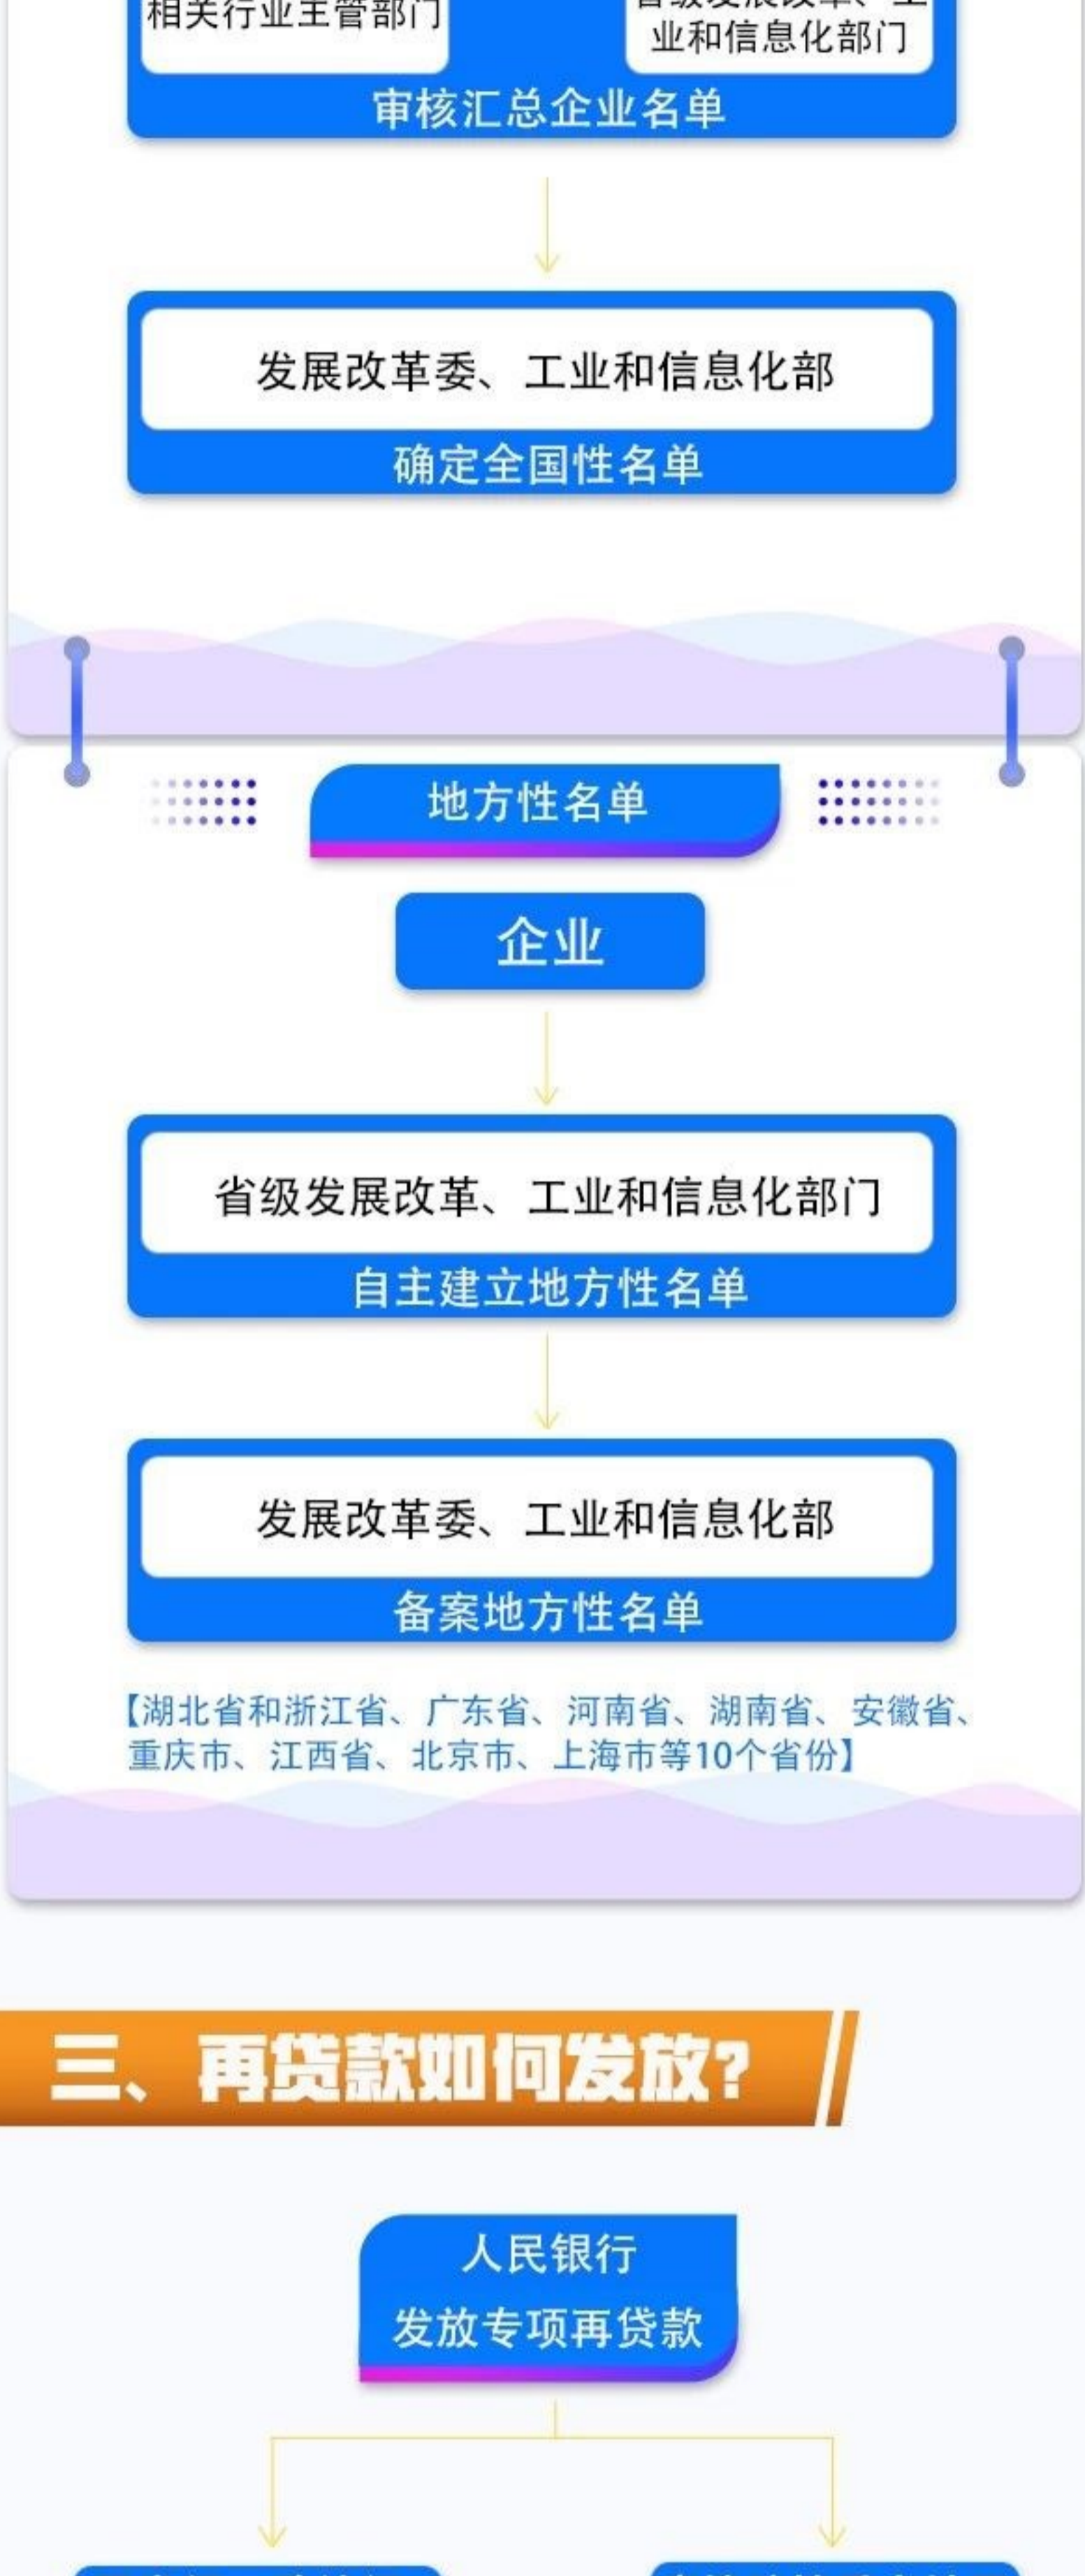 相关行业主管部门
省级发展改革、工
业和信息化部门
审核汇总企业名单
发展改革委、工业和信息化部
确定全国性名单
地方性名单
企业
省级发展改革、工业和信息化部门
自主建立地方性名单
发展改革委、工业和信息化部
备案地方性名单
【湖北省和浙江省、广东省、河南省、湖南省、安徽省、
重庆市、江西省、北京市、上海市等10个省份】
三、再贷款如何发放?
人民银行
发放专项再贷款